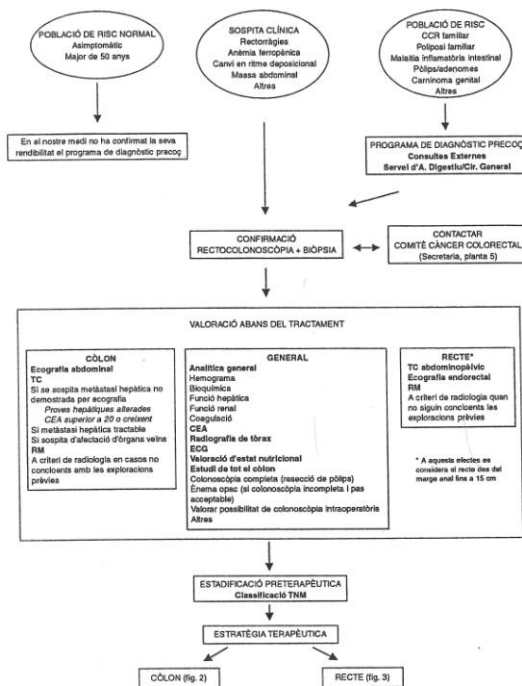 POBLACIÓ DE RISC NORMAL
Asimptomàtic
Major de 50 anys
SOSPITA CLÍNICA
Rectorràgies
Anèmia ferropènica
Canvi en ritme deposicional
Massa abdominal
Altres
POBLACIÓ DE RISC
CCR familiar
Poliposi familiar
Malaltia inflamatòria intestinal
Pòlips/adenomes
Carcinoma genital
Altres
En el nostre medi no ha confirmat la seva
rendibilitat el programa de diagnòstic precoç
PROGRAMA DE DIAGNÒSTIC PRECOÇ
Consultes Externes
Servei d'A. Digestiu/Cir. General
CONFIRMACIÓ
RECTOCOLONOSCÒPIA + BIÒPSIA
CONTACTAR
COMITÈ CÀNCER COLORECTAL
(Secretaria, planta 5)
VALORACIÓ ABANS DEL TRACTAMENT
CÒLON
Ecografia abdominal
TC
Si se sospita metàstasi hepàtica no
demostrada per ecografia
Proves hepàtiques alterades
CEA superior a 20 o creixent
Si metàstasi hepàtica tractable
Si sospita d'afectació d'òrgans veïns
RM
A criteri de radiologia en casos no
concloents amb les exploracions
prèvies
GENERAL
Analítica general
Hemograma
Bioquímica
Funció hepàtica
Funció renal
Coagulació
CEA
Radiografia de tòrax
ECG
Valoració d'estat nutricional
Estudi de tot el còlon
Colonoscòpia completa (resecció de pòlips)
Ènema opac (si colonoscòpia incompleta i pas
acceptable)
Valorar possibilitat de colonoscòpia intraoperatòria
Altres
RECTE*
TC abdominopèlvic
Ecografia endorectal
RM
A criteri de radiologia quan
no siguin concloents les
exploracions prèvies
* A aquests efectes es
considera el recte des del
marge anal fins a 15 cm
ESTADIFICACIÓ PRETERAPÈUTICA
Classificació TNM
ESTRATÈGIA TERAPÈUTICA
CÒLON (fig. 2)
RECTE (fig. 3)